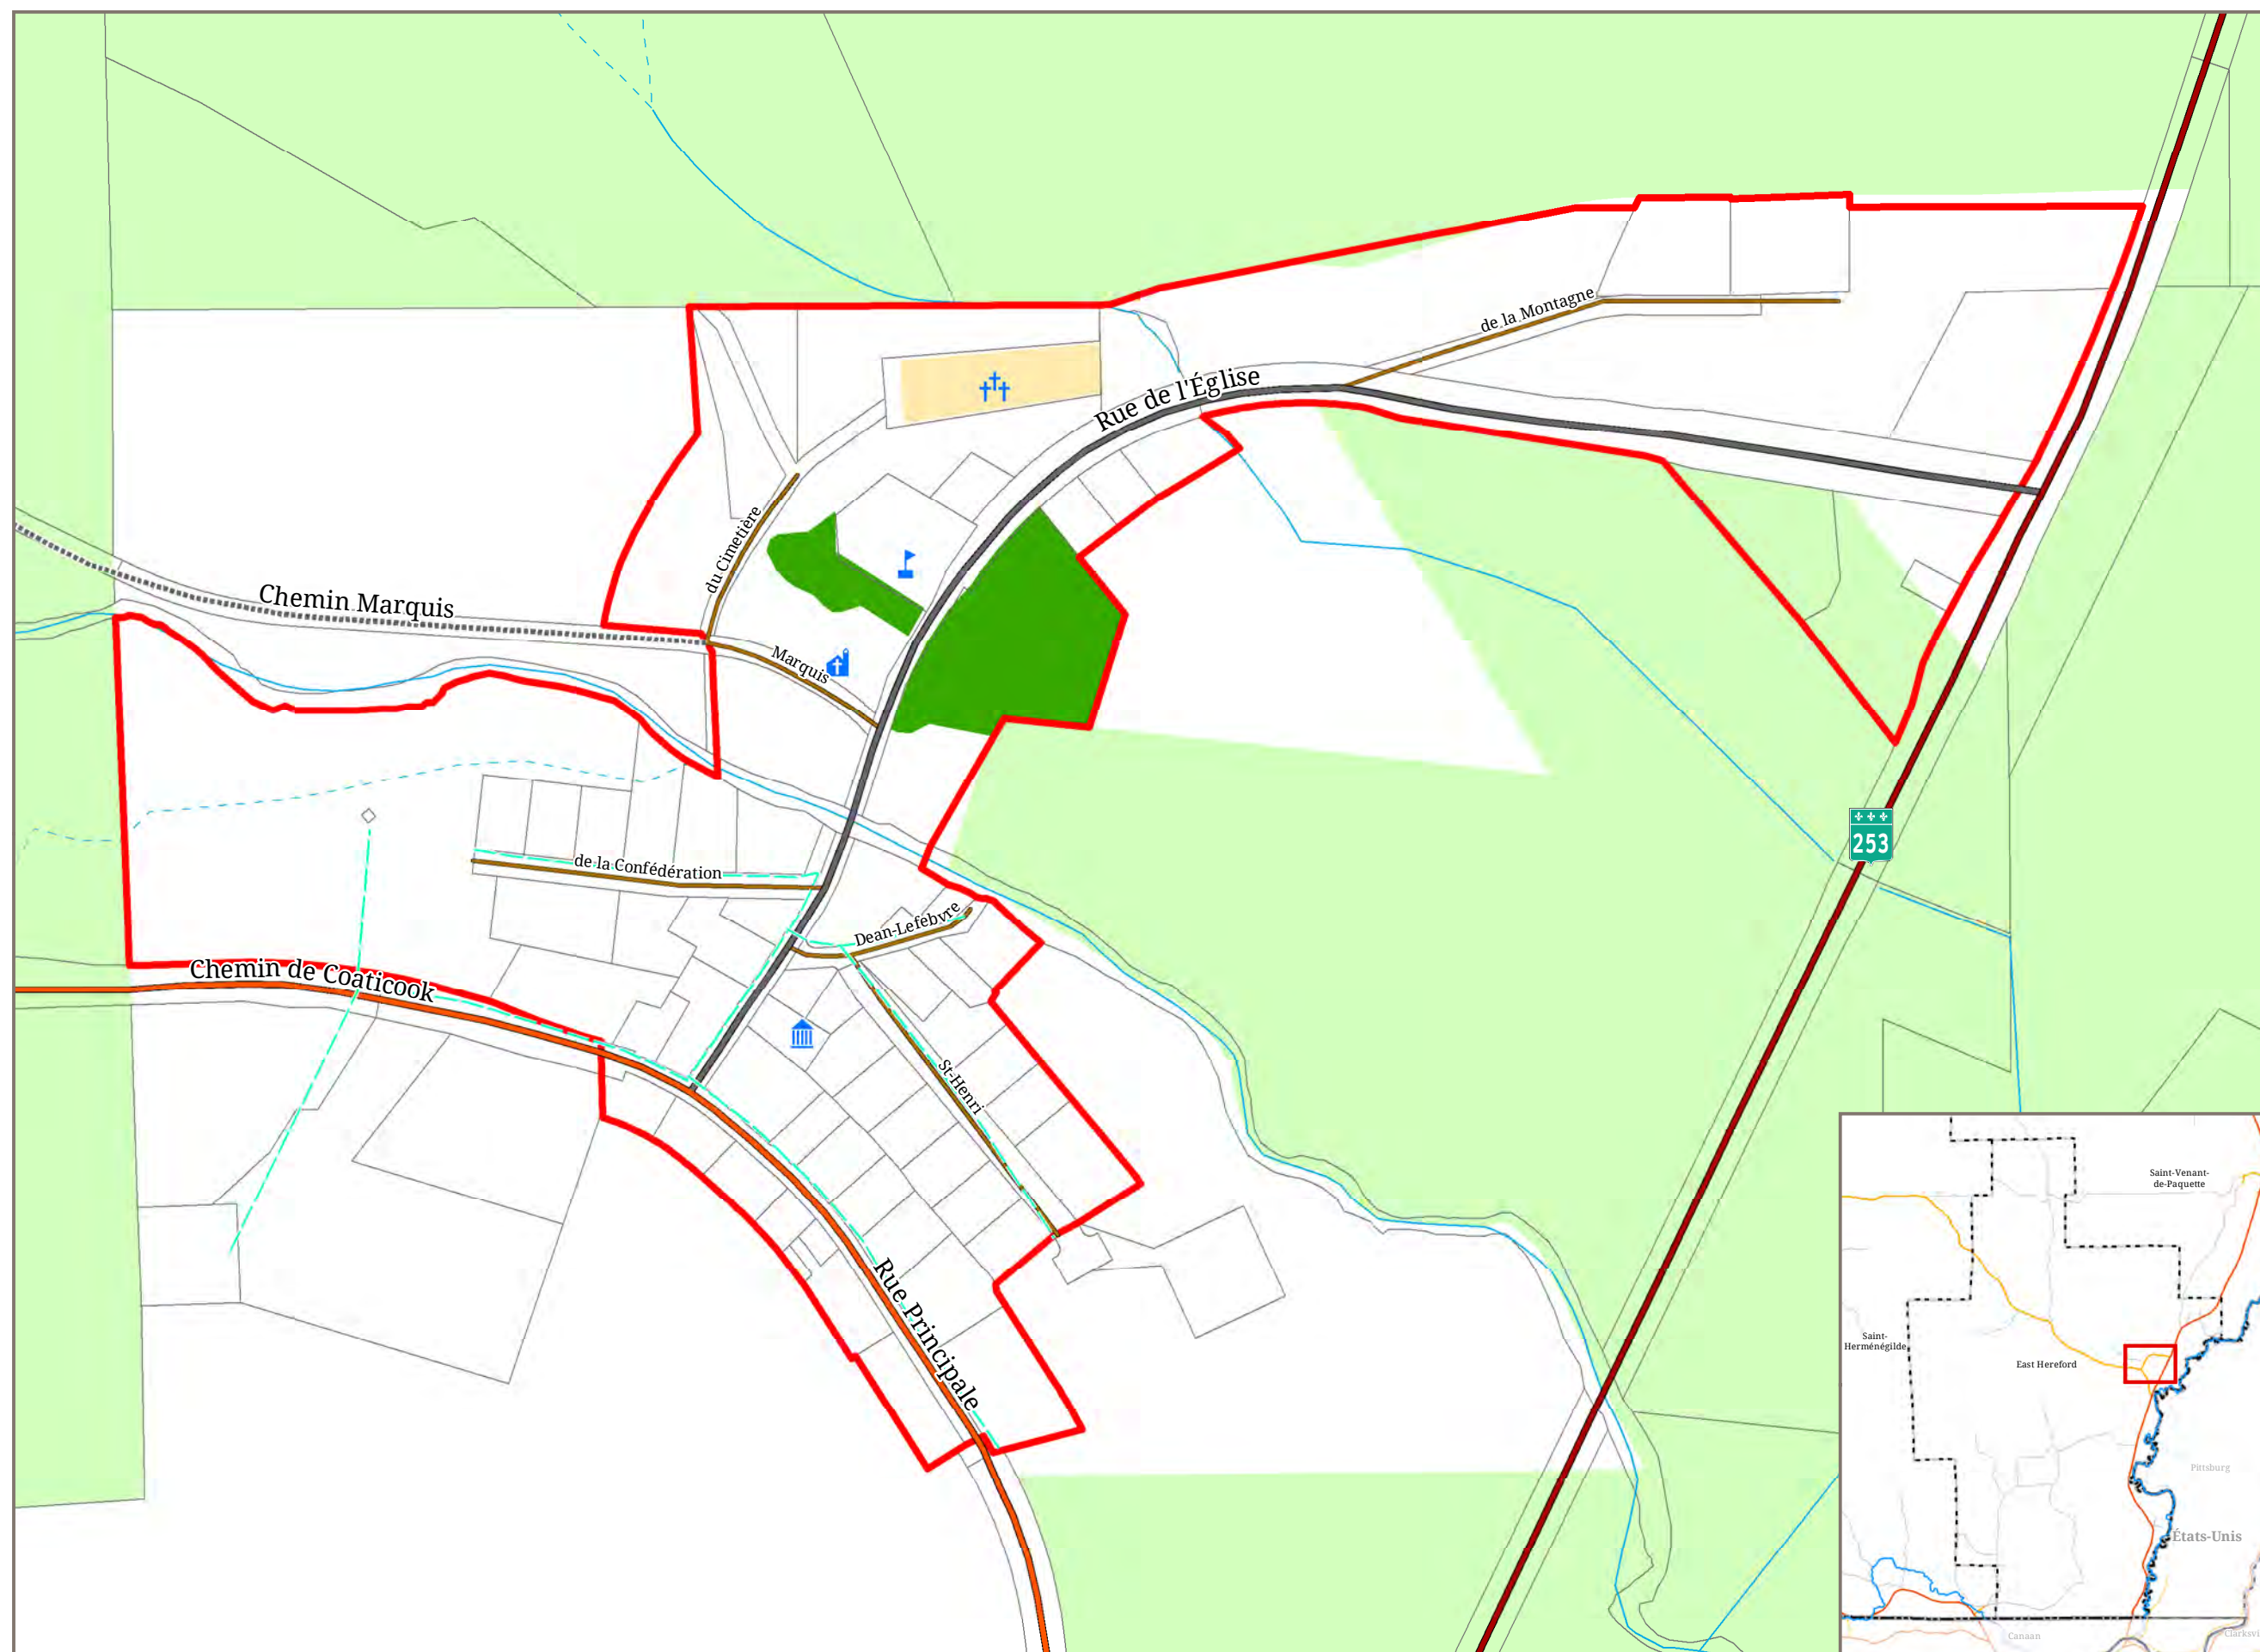 de la Montagne
Rue de l'Église
du Cimetière
Chemin Marquis
Marquis
253
de la Confédération
Dean-Lefebvre
Chemin de Coaticook
St-Henri
Rue Principale
Saint-Venant-
de-Paquette
Saint-
Herménégilde
East Hereford
Pittsburg
États-Unis
Canaan